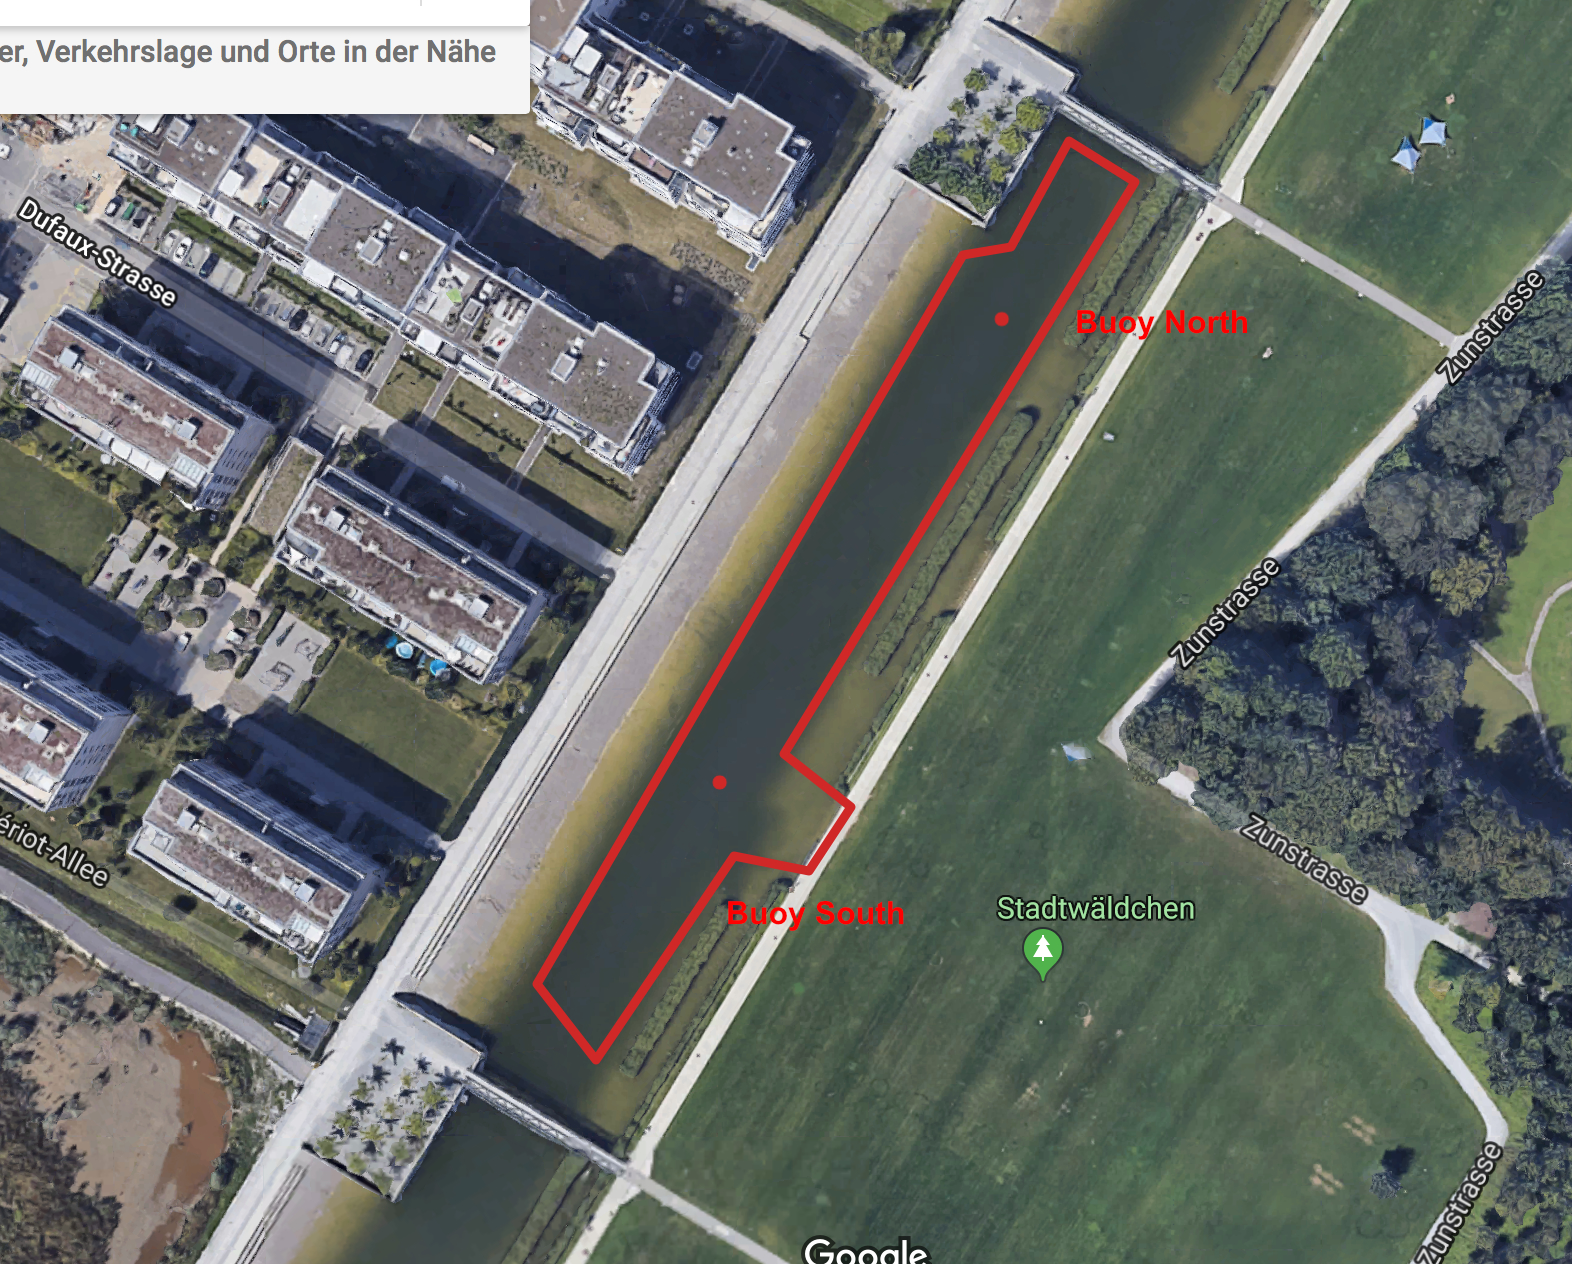 er, Verkehrslage und Orte in der Nähe
Dufaux-Strasse
Buoy North
Zunstrasse
Zunstrasse
Zunstrasse
ériot-Allee
Buoy South
Stadtwäldchen
Zunstrasse
Google